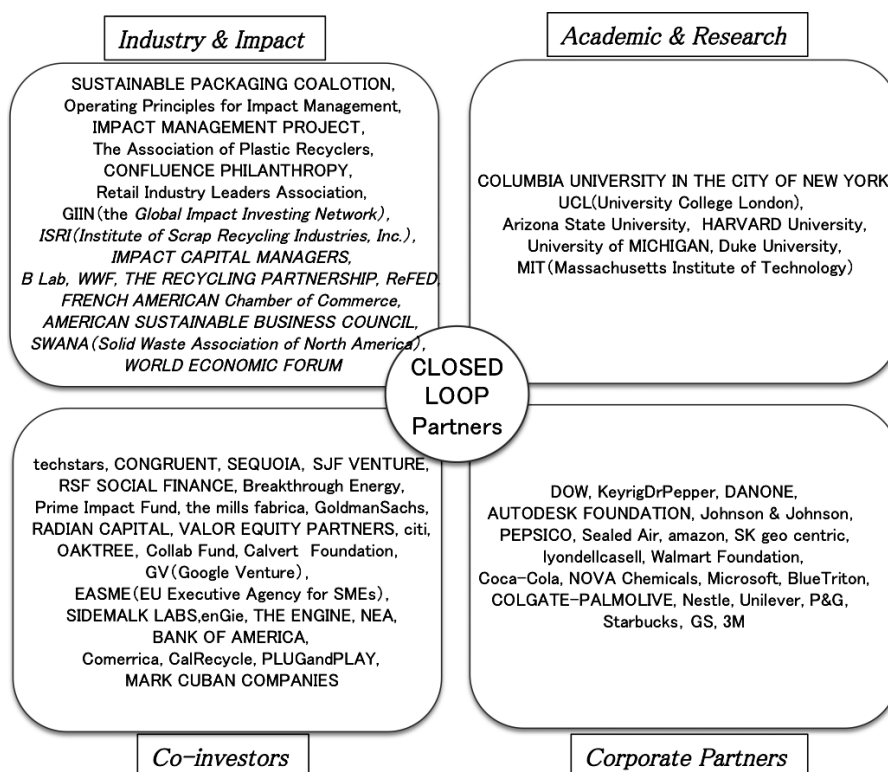 Industry & Impact
SUSTAINABLE PACKAGING COALOTION,
Operating Principles for Impact Management,
IMPACT MANAGEMENT PROJECT,
The Association of Plastic Recyclers,
CONFLUENCE PHILANTHROPY,
Retail Industry Leaders Association,
GIIN(the Global Impact Investing Network),
ISRI(Institute of Scrap Recycling Industries, Inc.),
IMPACT CAPITAL MANAGERS,
B Lab, WWF, THE RECYCLING PARTNERSHIP, ReFED,
FRENCH AMERICAN Chamber of Commerce,
AMERICAN SUSTAINABLE BUSINESS COUNCIL,
SWANA(Solid Waste Association of North America),
WORLD ECONOMIC FORUM
Academic & Research
COLUMBIA UNIVERSITY IN THE CITY OF NEW YORK
UCL(University College London),
Arizona State University, HARVARD University,
University of MICHIGAN, Duke University,
MIT(Massachusetts Institute of Technology)
CLOSED
LOOP
Partners
techstars, CONGRUENT, SEQUOIA, SJF VENTURE,
RSF SOCIAL FINANCE, Breakthrough Energy,
Prime Impact Fund, the mills fabrica, GoldmanSachs,
RADIAN CAPITAL, VALOR EQUITY PARTNERS, citi,
OAKTREE, Collab Fund, Calvert Foundation,
GV(Google Venture),
EASME(EU Executive Agency for SMEs),
SIDEMALK LABS,enGie, THE ENGINE, NEA,
BANK OF AMERICA,
Comerrica, CalRecycle, PLUGandPLAY,
MARK CUBAN COMPANIES
Co-investors
DOW, KeyrigDrPepper, DANONE,
AUTODESK FOUNDATION, Johnson & Johnson,
PEPSICO, Sealed Air, amazon, SK geo centric,
lyondellcasell, Walmart Foundation,
Coca-Cola, NOVA Chemicals, Microsoft, BlueTriton,
COLGATE-PALMOLIVE, Nestle, Unilever, P&G,
Starbucks, GS, 3M
Corporate Partners